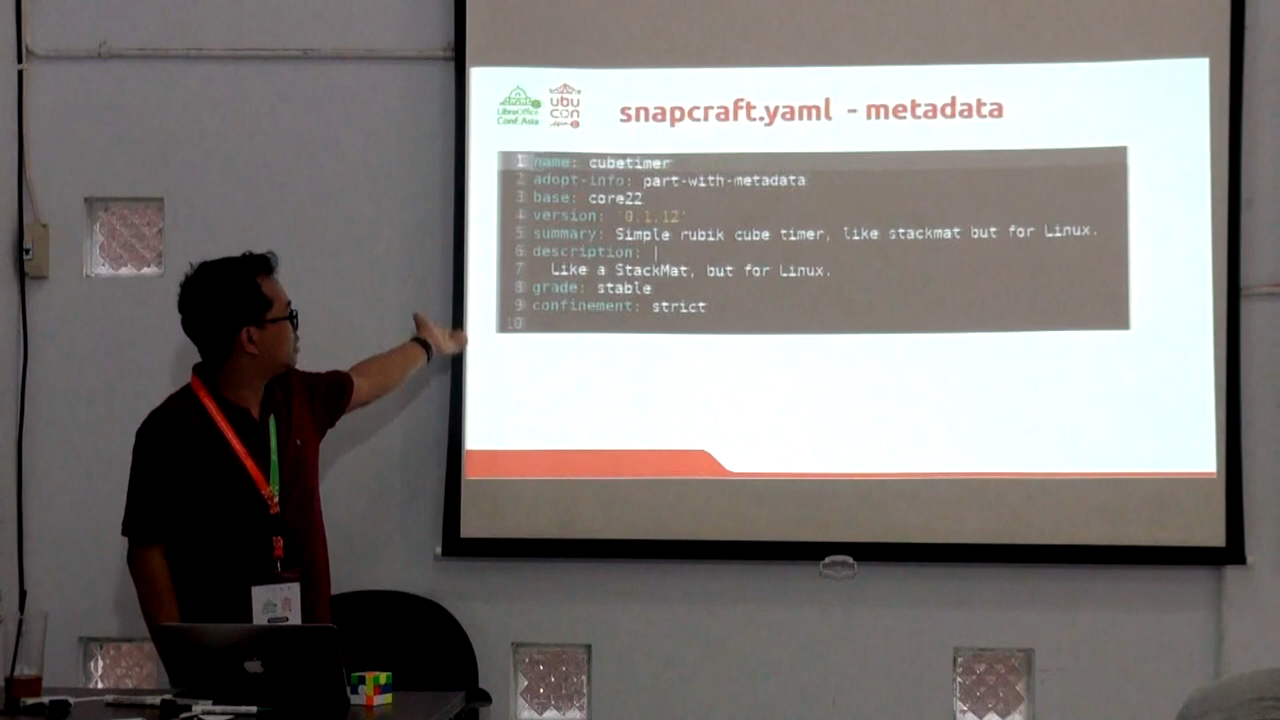 LibreOffice
Conf Asia
ubu
con
snapcraft.yaml - metadata
1 name: cubetimer
2 adopt-info: part-with-metadata
3 base: core22
4 version: '0.1.12'
5 summary: Simple rubik cube timer, like stackmat but for Linux.
6 description: |
7 Like a StackMat, but for Linux.
8 grade: stable
9 confinement: strict
10